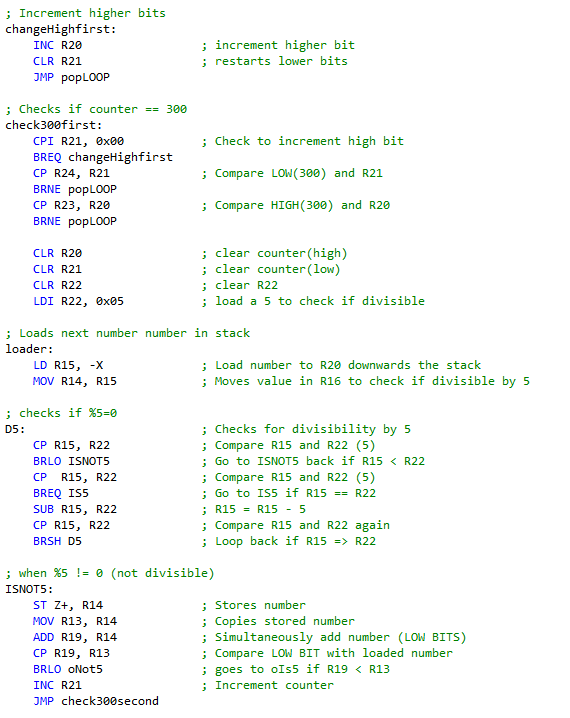 ; Increment higher bits
changeHighfirst:
INC R20 ; increment higher bit
CLR R21 ; restarts lower bits
JMP popLOOP
; Checks if counter == 300
check300first:
CPI R21, 0x00 ; Check to increment high bit
BREQ changeHighfirst
CP R24, R21 ; Compare LOW(300) and R21
BRNE popLOOP
CP R23, R20 ; Compare HIGH(300) and R20
BRNE popLOOP
CLR R20 ; clear counter(high)
CLR R21 ; clear counter(low)
CLR R22 ; clear R22
LDI R22, 0x05 ; load a 5 to check if divisible
; Loads next number number in stack
loader:
LD R15, -X ; Load number to R20 downwards the stack
MOV R14, R15 ; Moves value in R16 to check if divisible by 5
; checks if %5=0
D5: ; Checks for divisibility by 5
CP R15, R22 ; Compare R15 and R22 (5)
BRLO ISNOT5 ; Go to ISNOT5 back if R15 < R22
CP R15, R22 ; Compare R15 and R22 (5)
BREQ IS5 ; Go to IS5 if R15 == R22
SUB R15, R22 ; R15 = R15 - 5
CP R15, R22 ; Compare R15 and R22 again
BRSH D5 ; Loop back if R15 => R22
; when %5 != 0 (not divisible)
ISNOT5:
ST Z+, R14 ; Stores number
MOV R13, R14 ; Copies stored number
ADD R19, R14 ; Simultaneously add number (LOW BITS)
CP R19, R13 ; Compare LOW BIT with loaded number
BRLO oNot5 ; goes to oIs5 if R19 < R13
INC R21 ; Increment counter
JMP check300second